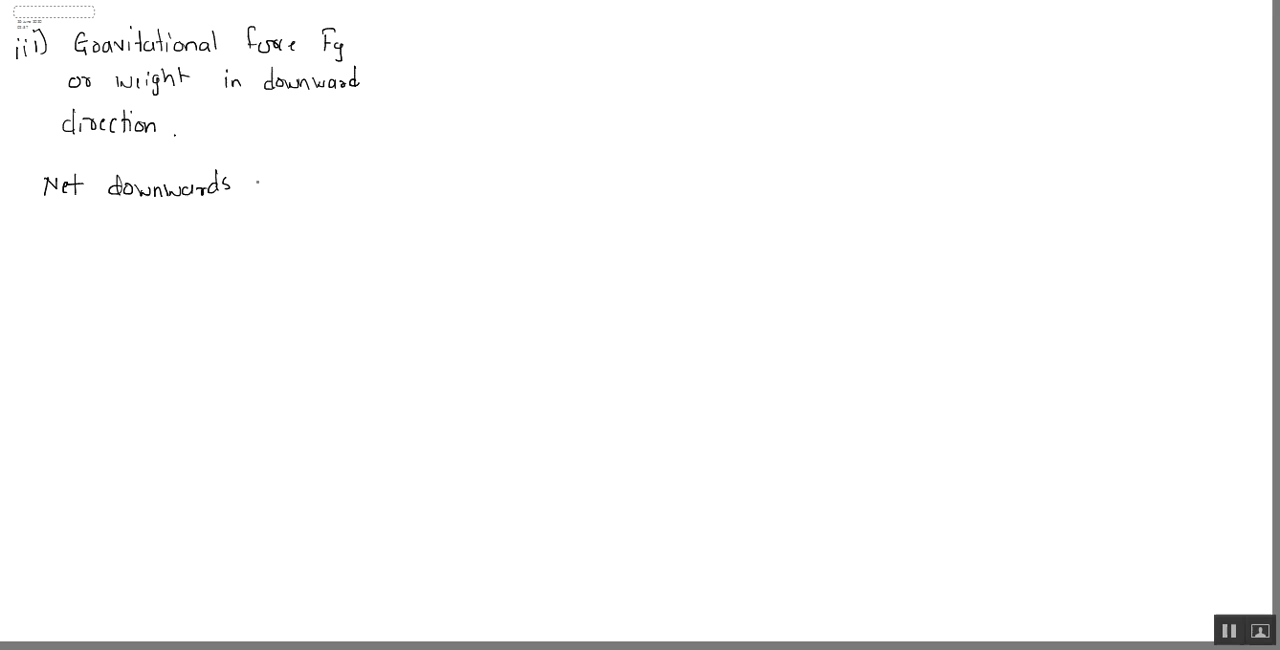 iii) Gravitational force Fg
or weight in downward
direction.
Net downwards